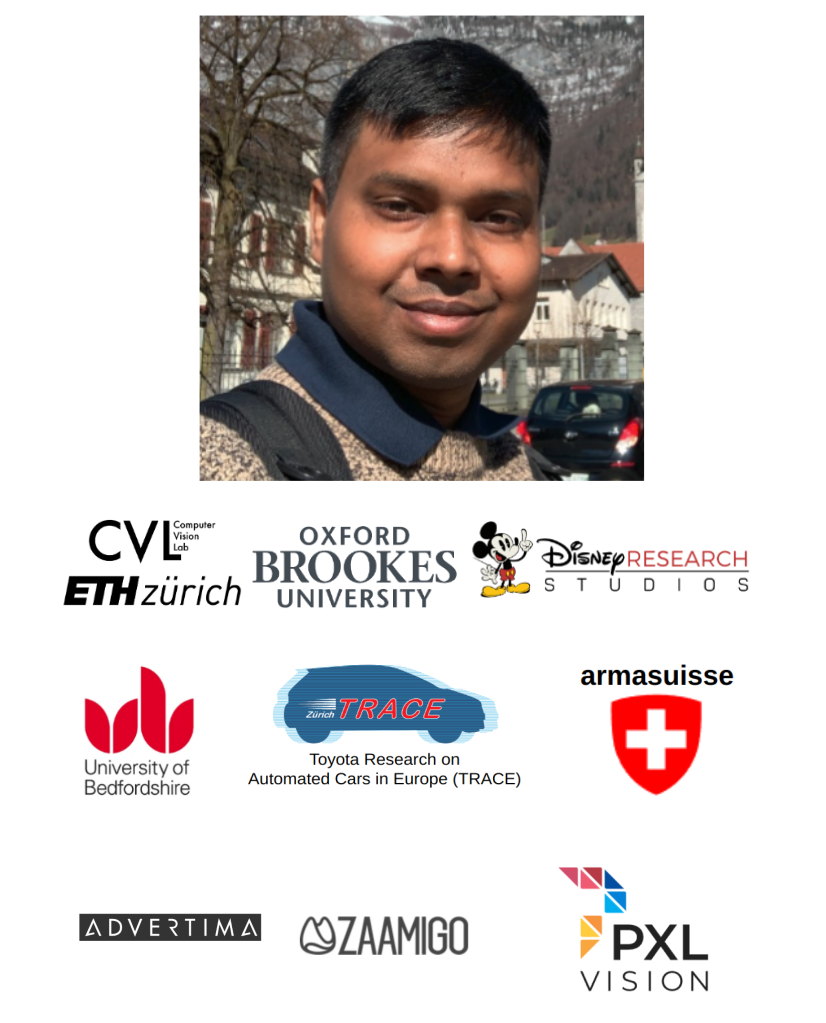 CVL Computer
Vision
Lab
ETH zürich
OXFORD
BROOKES
UNIVERSITY
Disney RESEARCH
STUDIOS
University of
Bedfordshire
Zürich TRACE
Toyota Research on
Automated Cars in Europe (TRACE)
armasuisse
ADVERTIMA
ZAAMIGO
PXL
VISION